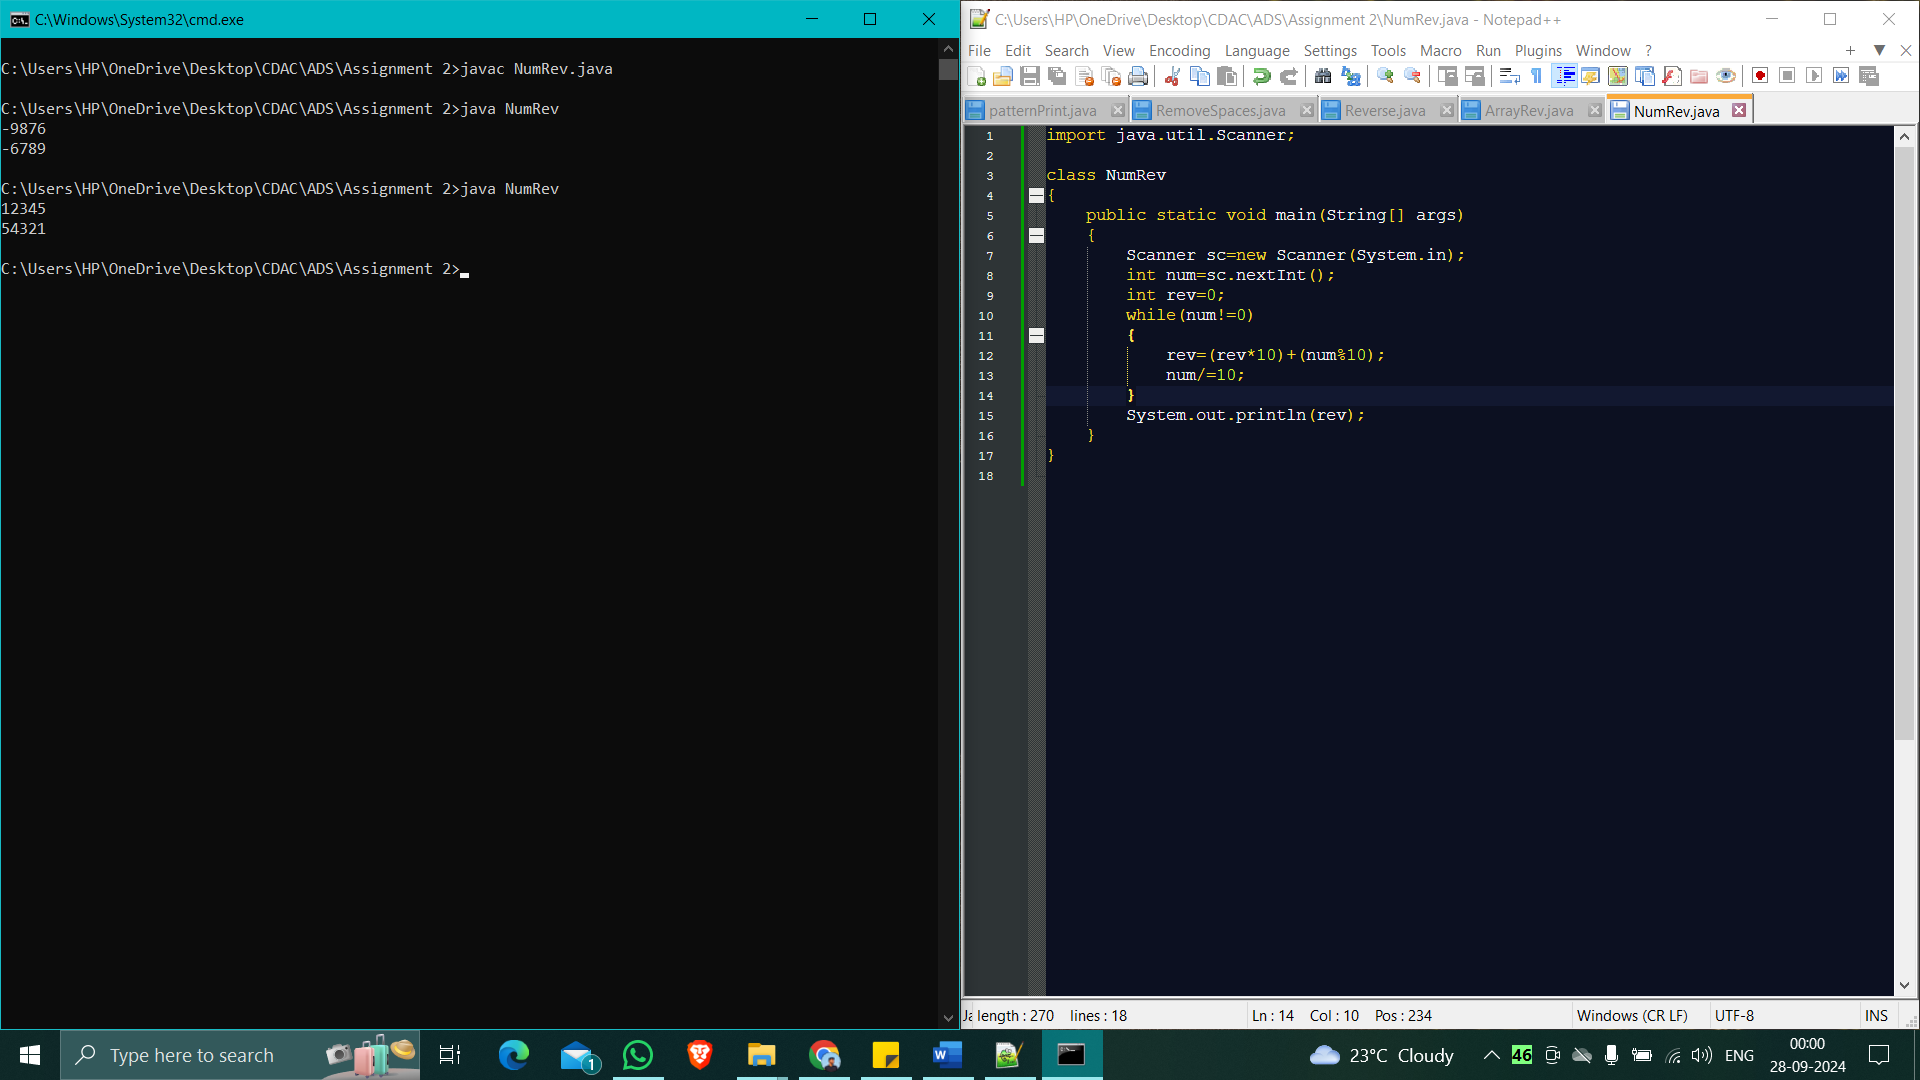 C:\Windows\System32\cmd.exe
C:\Users\HP\OneDrive\Desktop\CDAC\ADS\Assignment 2>javac NumRev.java
C:\Users\HP\OneDrive\Desktop\CDAC\ADS\Assignment 2>java NumRev
-9876
-6789
C:\Users\HP\OneDrive\Desktop\CDAC\ADS\Assignment 2>java NumRev
12345
54321
C:\Users\HP\OneDrive\Desktop\CDAC\ADS\Assignment 2>
C:\Users\HP\OneDrive\Desktop\CDAC\ADS\Assignment 2\NumRev.java - Notepad++
File Edit Search View Encoding Language Settings Tools Macro Run Plugins Window ?
patternPrint.java RemoveSpaces.java Reverse.java ArrayRev.java NumRev.java
1 import java.util.Scanner;
2
3 class NumRev
4 {
5 public static void main(String[] args)
6 {
7 Scanner sc=new Scanner(System.in);
8 int num=sc.nextInt();
9 int rev=0;
10 while(num!=0)
11 {
12 rev=(rev*10)+(num%10);
13 num/=10;
14 }
15 System.out.println(rev);
16 }
17 }
18
Ja length : 270 lines : 18 Ln : 14 Col : 10 Pos : 234 Windows (CR LF) UTF-8 INS
Type here to search
1
46
23°C Cloudy
ENG
00:00
28-09-2024